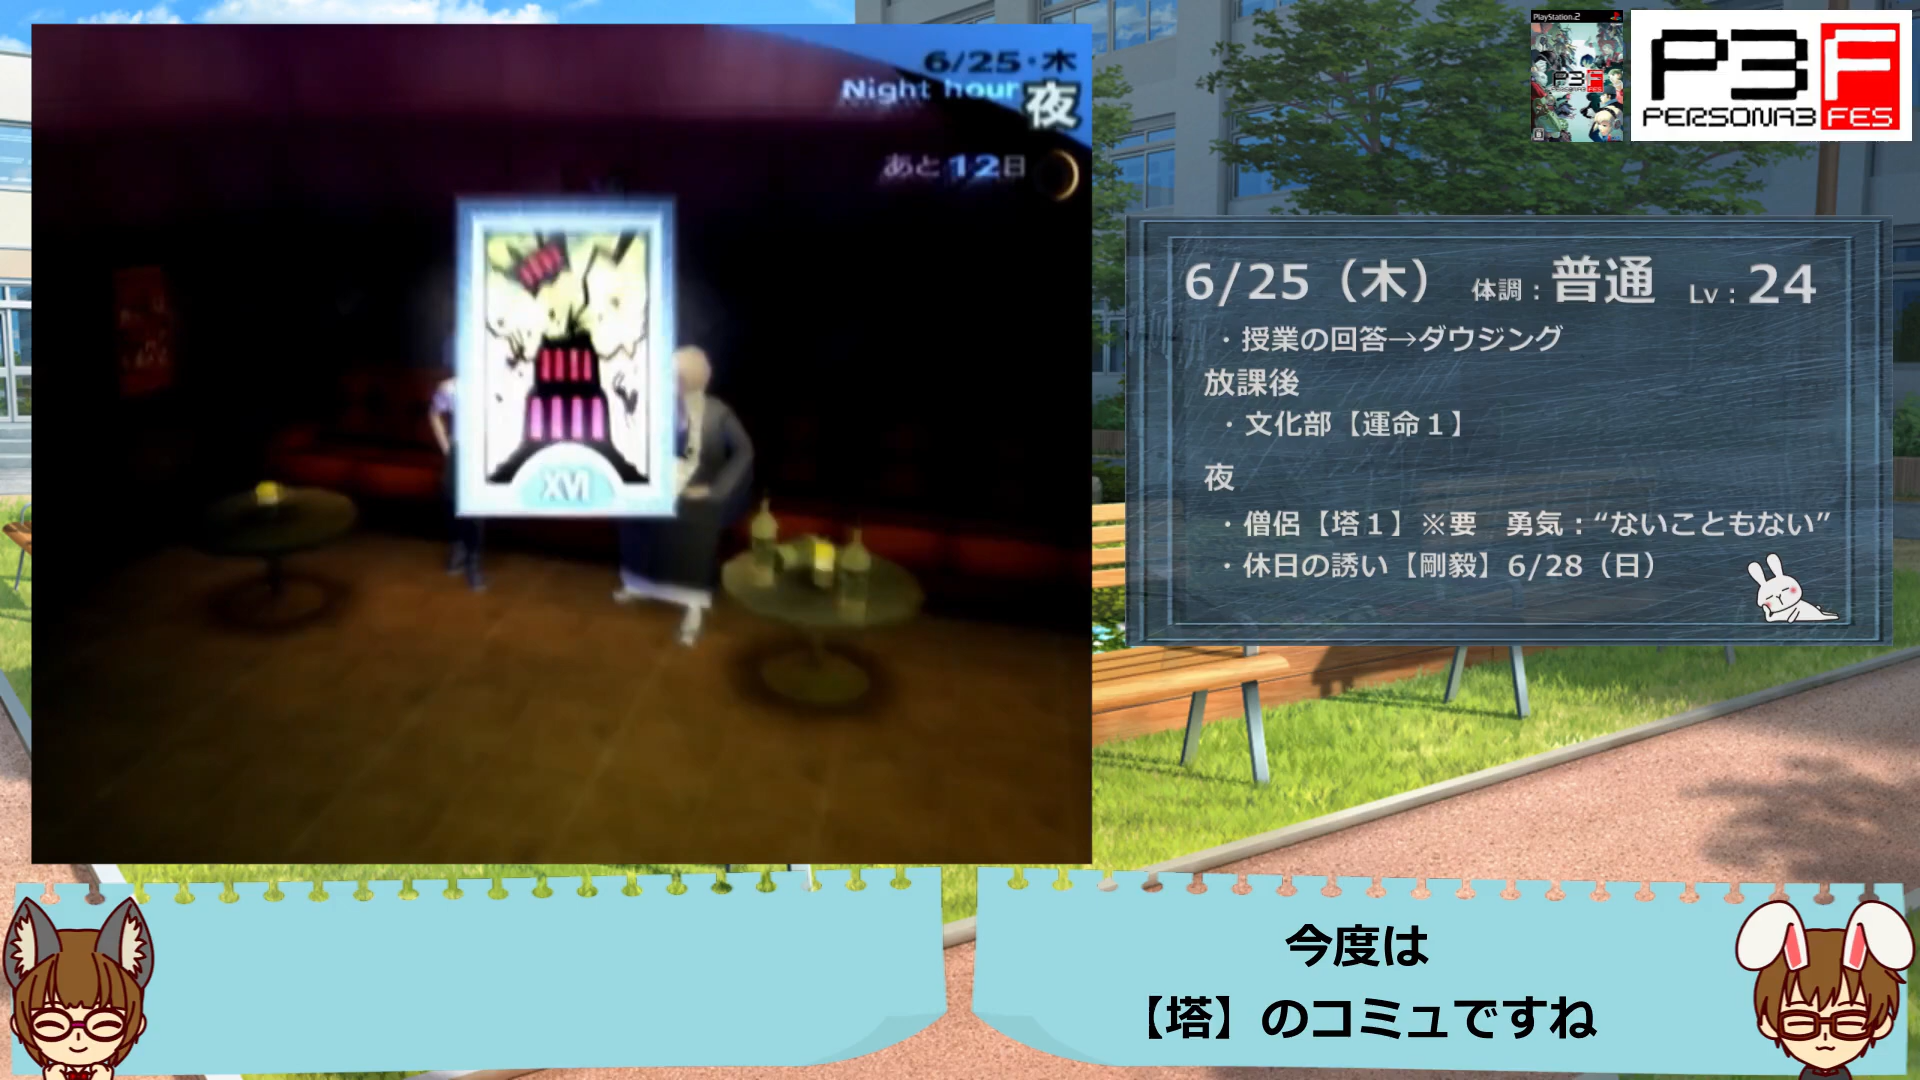 6/25・木
Night hour 夜
あと12日
XVI
PlayStation.2
P3F
PERSONA3 FES
P3F
PERSONA3 FES
6/25（木） 体調：普通 Lv：24
・授業の回答→ダウジング
放課後
・文化部【運命１】
夜
・僧侶【塔１】※要 勇気：“ないこともない”
・休日の誘い【剛毅】6/28（日）
今度は
【塔】のコミュですね